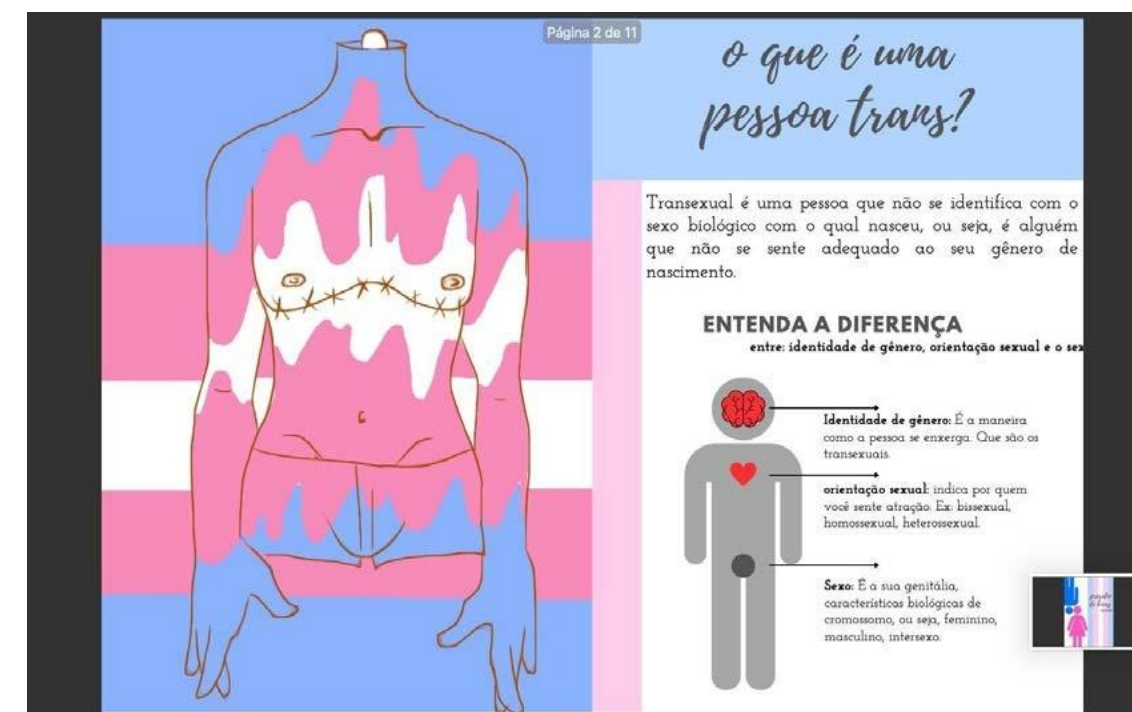 Página 2 de 11
o que é uma
pessoa trans?
Transexual é uma pessoa que não se identifica com o
sexo biológico com o qual nasceu, ou seja, é alguém
que não se sente adequado ao seu gênero de
nascimento.
ENTENDA A DIFERENÇA
entre: identidade de gênero, orientação sexual e o sex
Identidade de gênero: É a maneira
como a pessoa se enxerga. Que são os
transexuais.
orientação sexual: indica por quem
você sente atração. Ex: bissexual,
homossexual, heterossexual.
Sexo: É a sua genitália,
características biológicas de
cromossomo, ou seja, feminino,
masculino, intersexo.